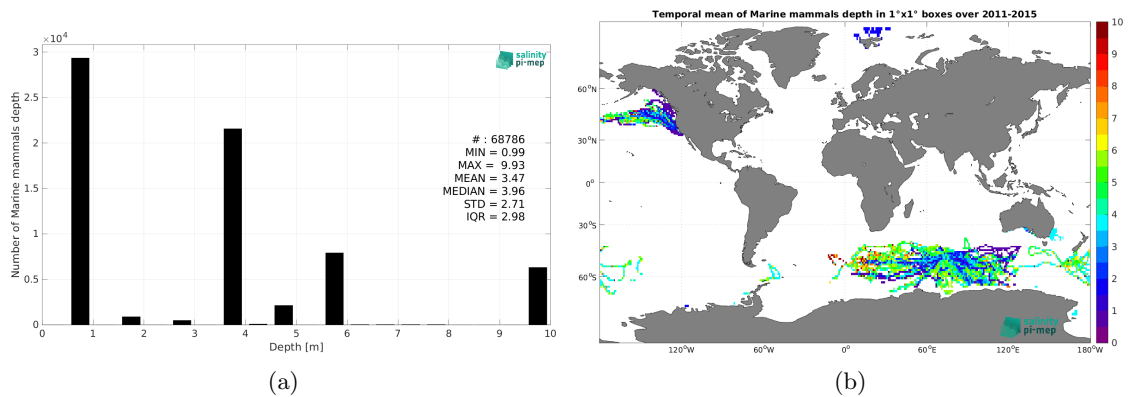 ×10⁴
3
2.5
2
1.5
1
0.5
0
Number of Marine mammals depth
salinity
pi-mep
# : 68786
MIN = 0.99
MAX = 9.93
MEAN = 3.47
MEDIAN = 3.96
STD = 2.71
IQR = 2.98
0 1 2 3 4 5 6 7 8 9 10
Depth [m]
(a)
Temporal mean of Marine mammals depth in 1°x1° boxes over 2011-2015
60°N
30°N
0°
30°S
60°S
120°W 60°W 0° 60°E 120°E 180°W
salinity
pi-mep
10
9
8
7
6
5
4
3
2
1
0
(b)